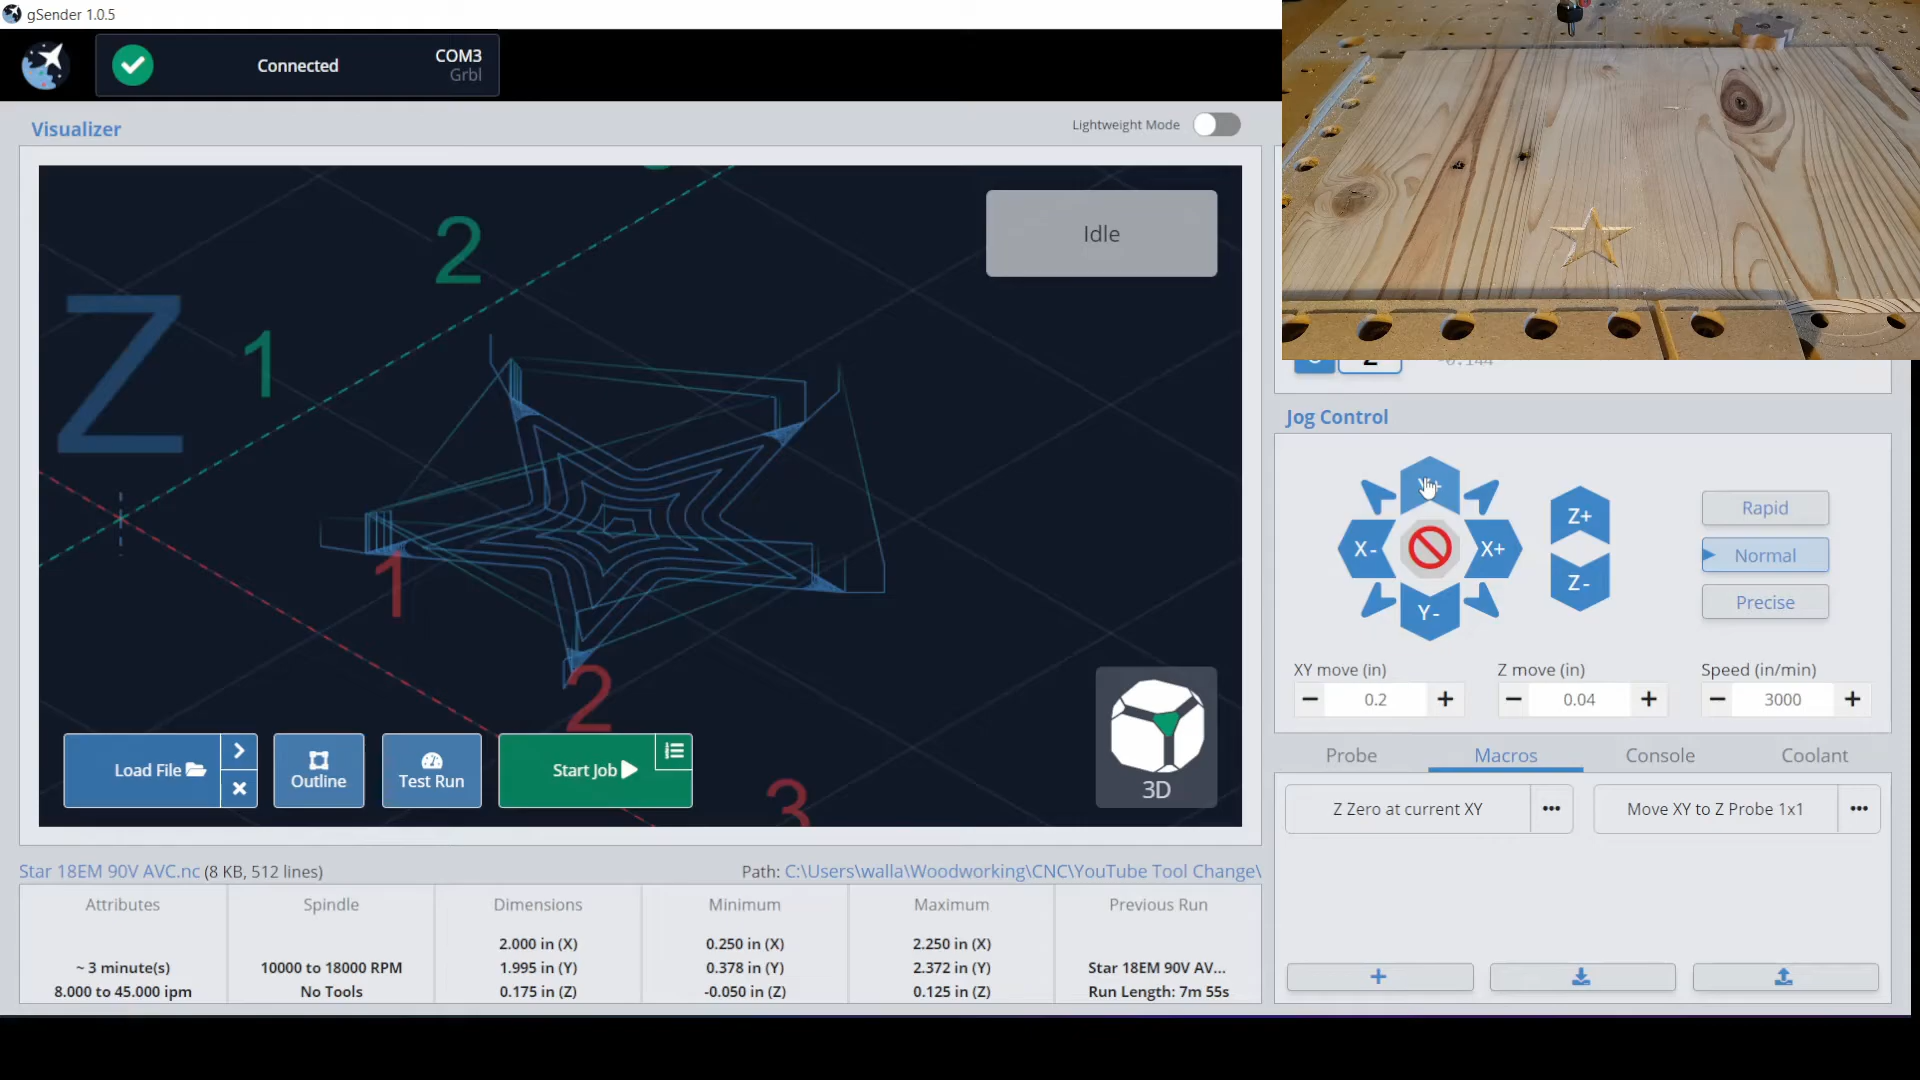 gSender 1.0.5
Connected
COM3
Grbl
Visualizer
Lightweight Mode
Idle
Z
2
1
1
2
3
Load File
Outline
Test Run
Start Job
3D
Star 18EM 90V AVC.nc (8 KB, 512 lines)
Path: C:\Users\walla\Woodworking\CNC\YouTube Tool Change\
Attributes
Spindle
Dimensions
Minimum
Maximum
Previous Run
2.000 in (X)
0.250 in (X)
2.250 in (X)
~ 3 minute(s)
10000 to 18000 RPM
1.995 in (Y)
0.378 in (Y)
2.372 in (Y)
Star 18EM 90V AV...
8.000 to 45.000 ipm
No Tools
0.175 in (Z)
-0.050 in (Z)
0.125 in (Z)
Run Length: 7m 55s
Jog Control
X-
X+
Y-
Z+
Z-
Rapid
Normal
Precise
XY move (in)
Z move (in)
Speed (in/min)
0.2
0.04
3000
Probe
Macros
Console
Coolant
Z Zero at current XY
Move XY to Z Probe 1x1